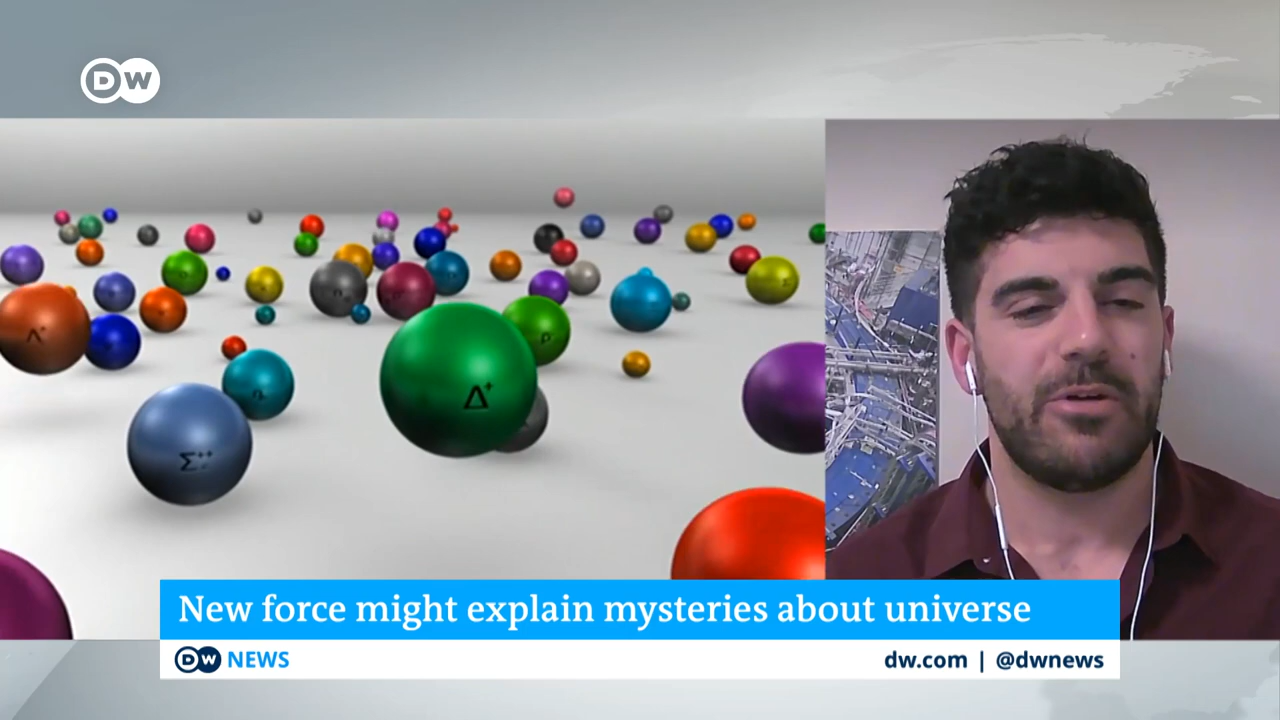 DW
Λ⁺
Σ⁺⁺
Δ⁺
p
New force might explain mysteries about universe
DW NEWS
dw.com | @dwnews